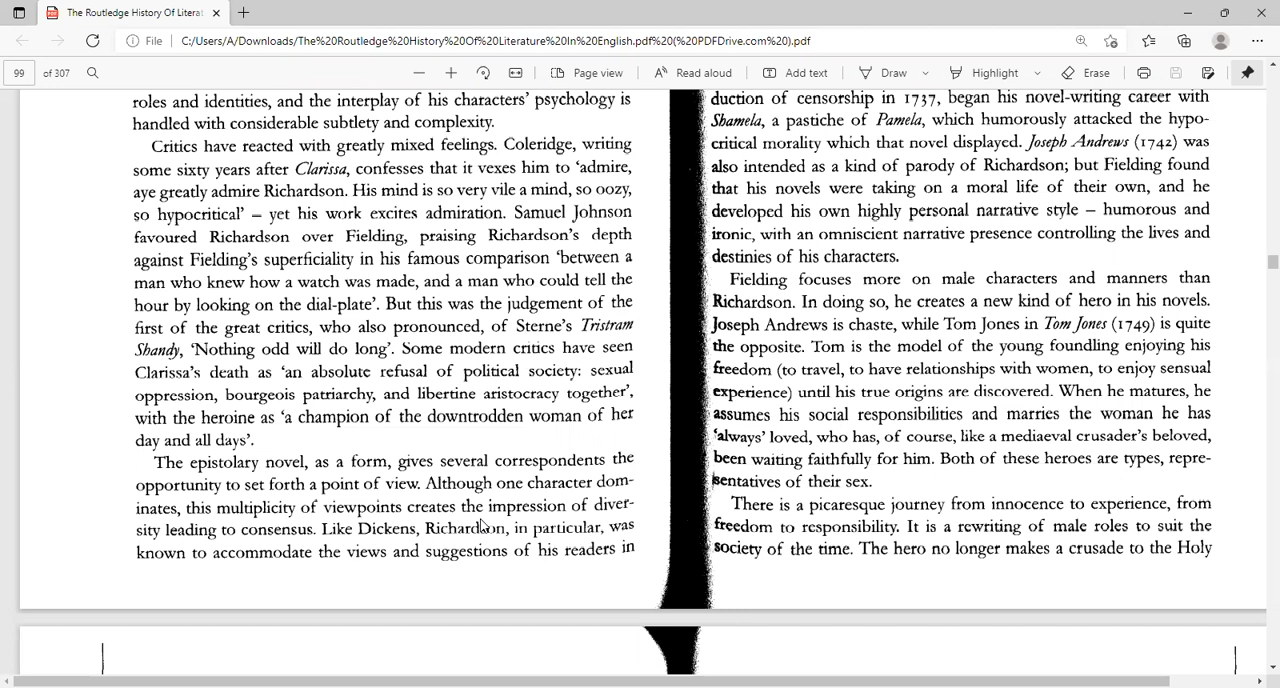 The Routledge History Of Literat
File
C:/Users/A/Downloads/The%20Routledge%20History%20Of%20Literature%20In%20English.pdf%20(%20PDFDrive.com%20).pdf
99 of 307
Page view
Read aloud
Add text
Draw
Highlight
Erase
roles and identities, and the interplay of his characters' psychology is
handled with considerable subtlety and complexity.
Critics have reacted with greatly mixed feelings. Coleridge, writing
some sixty years after Clarissa, confesses that it vexes him to 'admire,
aye greatly admire Richardson. His mind is so very vile a mind, so oozy,
so hypocritical' – yet his work excites admiration. Samuel Johnson
favoured Richardson over Fielding, praising Richardson's depth
against Fielding's superficiality in his famous comparison 'between a
man who knew how a watch was made, and a man who could tell the
hour by looking on the dial-plate'. But this was the judgement of the
first of the great critics, who also pronounced, of Sterne's Tristram
Shandy, 'Nothing odd will do long'. Some modern critics have seen
Clarissa's death as 'an absolute refusal of political society: sexual
oppression, bourgeois patriarchy, and libertine aristocracy together',
with the heroine as 'a champion of the downtrodden woman of her
day and all days'.
The epistolary novel, as a form, gives several correspondents the
opportunity to set forth a point of view. Although one character dom-
inates, this multiplicity of viewpoints creates the impression of diver-
sity leading to consensus. Like Dickens, Richardson, in particular, was
known to accommodate the views and suggestions of his readers in
duction of censorship in 1737, began his novel-writing career with
Shamela, a pastiche of Pamela, which humorously attacked the hypo-
critical morality which that novel displayed. Joseph Andrews (1742) was
also intended as a kind of parody of Richardson; but Fielding found
that his novels were taking on a moral life of their own, and he
developed his own highly personal narrative style – humorous and
ironic, with an omniscient narrative presence controlling the lives and
destinies of his characters.
Fielding focuses more on male characters and manners than
Richardson. In doing so, he creates a new kind of hero in his novels.
Joseph Andrews is chaste, while Tom Jones in Tom Jones (1749) is quite
the opposite. Tom is the model of the young foundling enjoying his
freedom (to travel, to have relationships with women, to enjoy sensual
experience) until his true origins are discovered. When he matures, he
assumes his social responsibilities and marries the woman he has
'always' loved, who has, of course, like a mediaeval crusader's beloved,
been waiting faithfully for him. Both of these heroes are types, repre-
sentatives of their sex.
There is a picaresque journey from innocence to experience, from
freedom to responsibility. It is a rewriting of male roles to suit the
society of the time. The hero no longer makes a crusade to the Holy